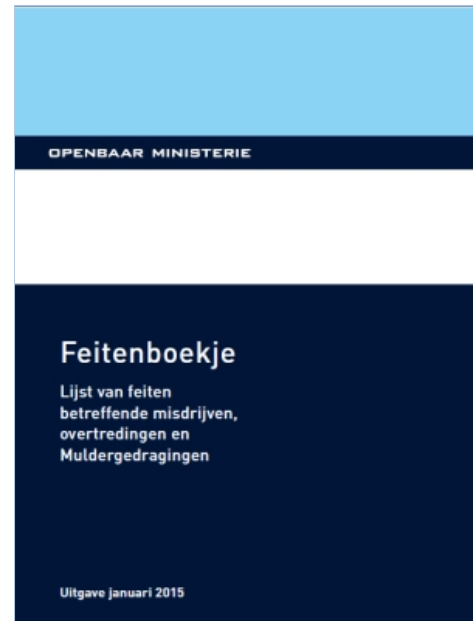 OPENBAAR MINISTERIE
Feitenboekje
Lijst van feiten
betreffende misdrijven,
overtredingen en
Muldergedragingen
Uitgave januari 2015